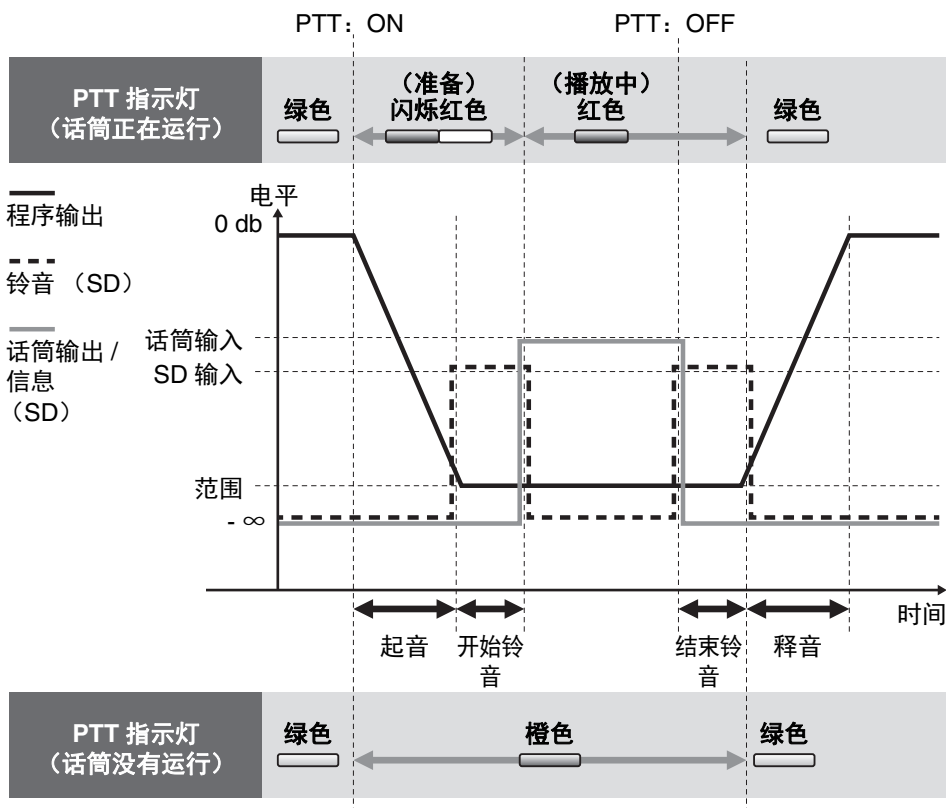 PTT：ON
PTT：OFF
PTT 指示灯
（话筒正在运行）
绿色
（准备）
闪烁红色
（播放中）
红色
绿色
程序输出
铃音 （SD）
话筒输出 /
信息
（SD）
电平
0 db
话筒输入
SD 输入
范围
- ∞
时间
起音
开始铃
音
结束铃
音
释音
PTT 指示灯
（话筒没有运行）
绿色
橙色
绿色